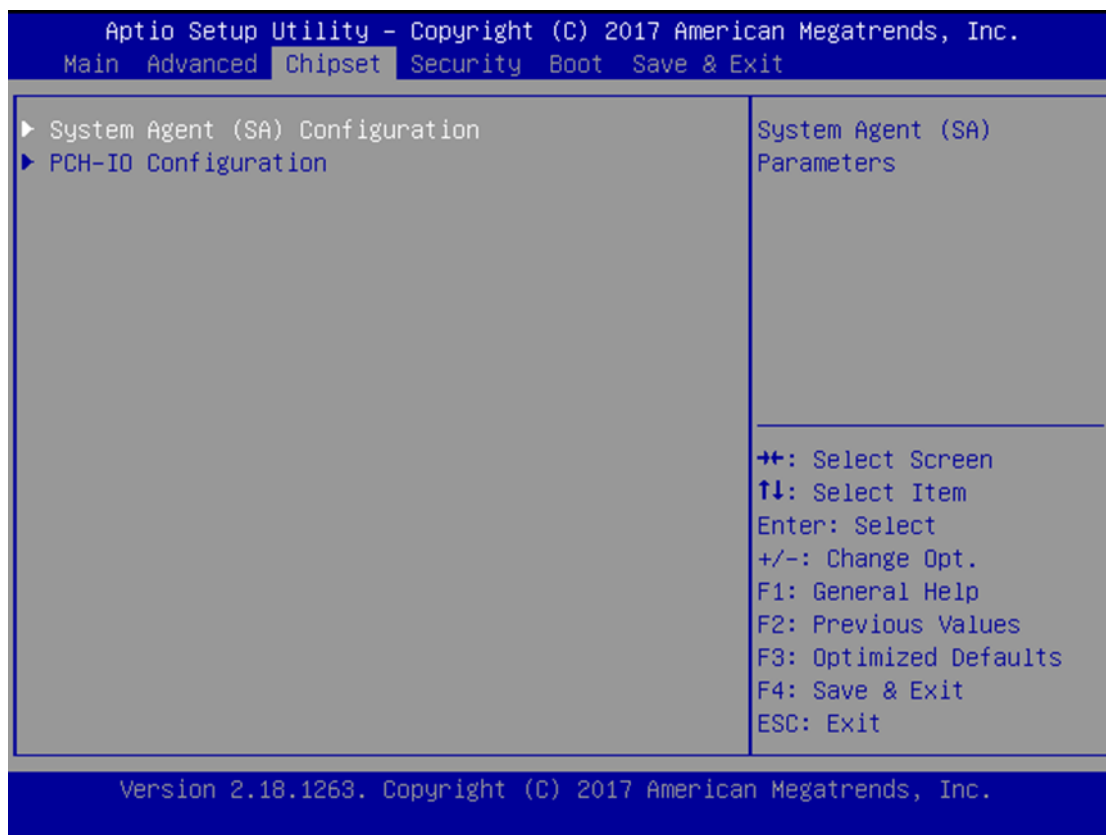 Aptio Setup Utility – Copyright (C) 2017 American Megatrends, Inc.
Main Advanced Chipset Security Boot Save & Exit
▶ System Agent (SA) Configuration
▶ PCH-IO Configuration
System Agent (SA)
Parameters
→←: Select Screen
↑↓: Select Item
Enter: Select
+/-: Change Opt.
F1: General Help
F2: Previous Values
F3: Optimized Defaults
F4: Save & Exit
ESC: Exit
Version 2.18.1263. Copyright (C) 2017 American Megatrends, Inc.